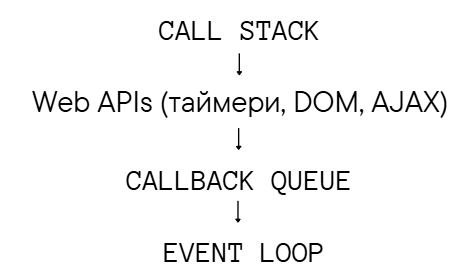 CALL STACK
↓
Web APIs (таймери, DOM, AJAX)
↓
CALLBACK QUEUE
↓
EVENT LOOP